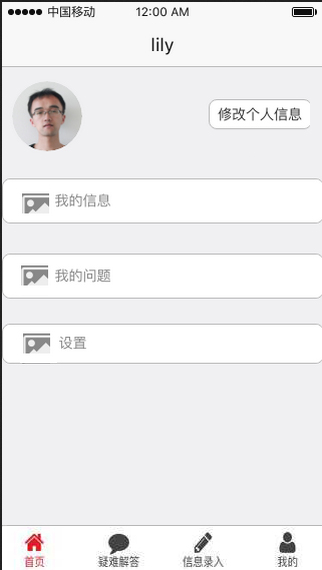 中国移动 12:00 AM
lily
修改个人信息
我的信息
我的问题
设置
首页 疑难解答 信息录入 我的